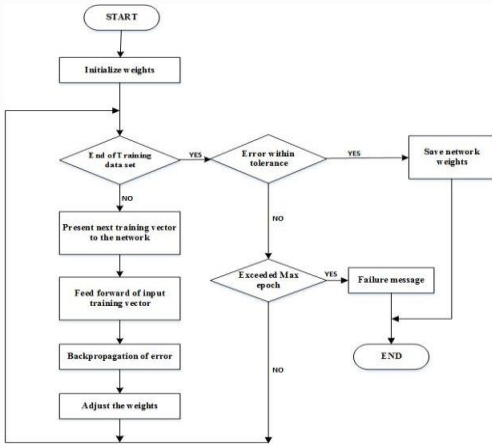 START
Initialize weights
End of Training
data set
YES
Error within
tolerance
YES
Save network
weights
NO
NO
Present next training vector
to the network
Exceeded Max
epoch
YES
Failure message
Feed forward of input
training vector
Backpropagation of error
END
NO
Adjust the weights